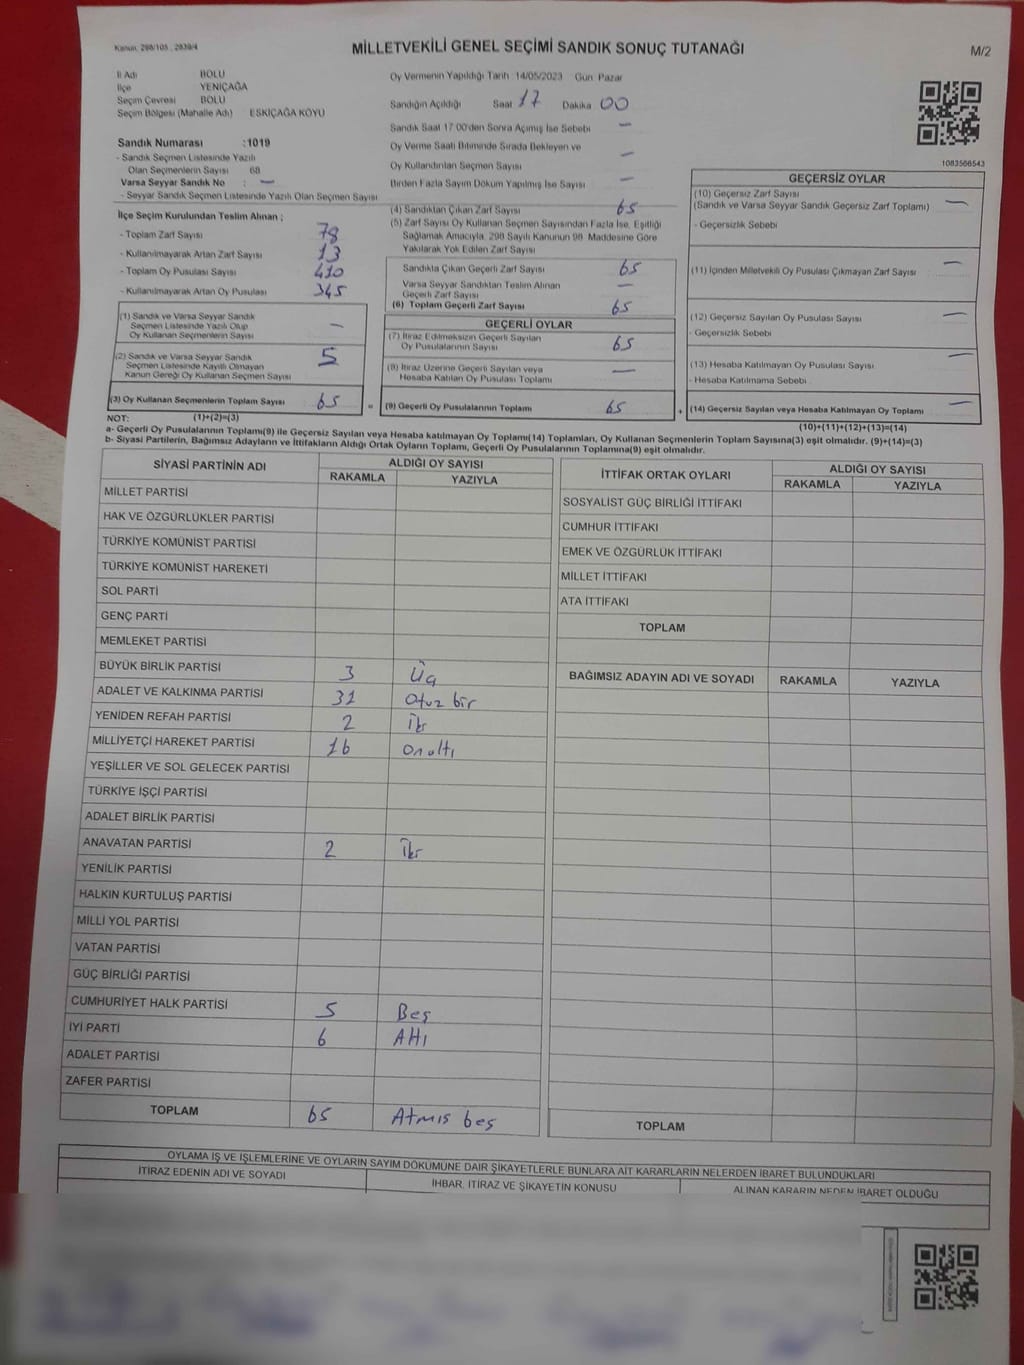 Kanun, 298/105 , 2839/4
MİLLETVEKİLİ GENEL SEÇİMİ SANDIK SONUÇ TUTANAĞI
M/2
İl Adı BOLU
İlçe YENİÇAĞA
Seçim Çevresi BOLU
Seçim Bölgesi (Mahalle Adı) ESKİÇAĞA KÖYÜ
Sandık Numarası : 1019
- Sandık Seçmen Listesinde Yazılı
Olan Seçmenlerin Sayısı 68
Varsa Seyyar Sandık No : —
- Seyyar Sandık Seçmen Listesinde Yazılı Olan Seçmen Sayısı
Oy Vermenin Yapıldığı Tarih 14/05/2023 Gün Pazar
Sandığın Açıldığı Saat 17 Dakika 00
Sandık Saat 17:00'den Sonra Açımış İse Sebebi —
Oy Verme Saati Bitiminde Sırada Bekleyen ve
Oy Kullandırılan Seçmen Sayısı —
Birden Fazla Sayım Döküm Yapılmış İse Sayısı —
1083566543
İlçe Seçim Kurulundan Teslim Alınan ;
- Toplam Zarf Sayısı 78
- Kullanılmayarak Artan Zarf Sayısı 13
- Toplam Oy Pusulası Sayısı 410
- Kullanılmayarak Artan Oy Pusulası 345
(1) Sandık ve Varsa Seyyar Sandık
Seçmen Listesinde Yazılı Olup
Oy Kullanan Seçmenlerin Sayısı —
(2) Sandık ve Varsa Seyyar Sandık
Seçmen Listesinde Kayıtlı Olmayan
Kanun Gereği Oy Kullanan Seçmen Sayısı 5
(3) Oy Kullanan Seçmenlerin Toplam Sayısı 65
(1)+(2)=(3)
(4) Sandıktan Çıkan Zarf Sayısı 65
(5) Zarf Sayısı Oy Kullanan Seçmen Sayısından Fazla İse, Eşitliği
Sağlamak Amacıyla, 298 Sayılı Kanunun 98. Maddesine Göre
Yakılarak Yok Edilen Zarf Sayısı
Sandıkta Çıkan Geçerli Zarf Sayısı 65
Varsa Seyyar Sandıktan Teslim Alınan
Geçerli Zarf Sayısı —
(6) Toplam Geçerli Zarf Sayısı 65
GEÇERLİ OYLAR
(7) İtiraz Edilmeksizin Geçerli Sayılan
Oy Pusulalarının Sayısı 65
(8) İtiraz Üzerine Geçerli Sayılan veya
Hesaba Katılan Oy Pusulası Toplamı —
= (9) Geçerli Oy Pusulalarının Toplamı 65 +
GEÇERSİZ OYLAR
(10) Geçersiz Zarf Sayısı
(Sandık ve Varsa Seyyar Sandık Geçersiz Zarf Toplamı) —
- Geçersizlik Sebebi
(11) İçinden Milletvekili Oy Pusulası Çıkmayan Zarf Sayısı —
(12) Geçersiz Sayılan Oy Pusulası Sayısı —
- Geçersizlik Sebebi
(13) Hesaba Katılmayan Oy Pusulası Sayısı —
- Hesaba Katılmama Sebebi
(14) Geçersiz Sayılan veya Hesaba Katılmayan Oy Toplamı —
(10)+(11)+(12)+(13)=(14)
NOT:
a- Geçerli Oy Pusulalarının Toplamı(9) ile Geçersiz Sayılan veya Hesaba katılmayan Oy Toplamı(14) Toplamları, Oy Kullanan Seçmenlerin Toplam Sayısına(3) eşit olmalıdır. (9)+(14)=(3)
b- Siyasi Partilerin, Bağımsız Adayların ve İttifakların Aldığı Ortak Oyların Toplamı, Geçerli Oy Pusulalarının Toplamına(9) eşit olmalıdır.
SİYASİ PARTİNİN ADI ALDIĞI OY SAYISI
RAKAMLA YAZIYLA
MİLLET PARTİSİ
HAK VE ÖZGÜRLÜKLER PARTİSİ
TÜRKİYE KOMÜNİST PARTİSİ
TÜRKİYE KOMÜNİST HAREKETİ
SOL PARTİ
GENÇ PARTİ
MEMLEKET PARTİSİ
BÜYÜK BİRLİK PARTİSİ 3 Üç
ADALET VE KALKINMA PARTİSİ 31 otuz bir
YENİDEN REFAH PARTİSİ 2 İki
MİLLİYETÇİ HAREKET PARTİSİ 16 onaltı
YEŞİLLER VE SOL GELECEK PARTİSİ
TÜRKİYE İŞÇİ PARTİSİ
ADALET BİRLİK PARTİSİ
ANAVATAN PARTİSİ 2 İki
YENİLİK PARTİSİ
HALKIN KURTULUŞ PARTİSİ
MİLLİ YOL PARTİSİ
VATAN PARTİSİ
GÜÇ BİRLİĞİ PARTİSİ
CUMHURİYET HALK PARTİSİ 5 Beş
İYİ PARTİ 6 Altı
ADALET PARTİSİ
ZAFER PARTİSİ
TOPLAM 65 Atmış beş
İTTİFAK ORTAK OYLARI ALDIĞI OY SAYISI
RAKAMLA YAZIYLA
SOSYALİST GÜÇ BİRLİĞİ İTTİFAKI
CUMHUR İTTİFAKI
EMEK VE ÖZGÜRLÜK İTTİFAKI
MİLLET İTTİFAKI
ATA İTTİFAKI
TOPLAM
BAĞIMSIZ ADAYIN ADI VE SOYADI RAKAMLA YAZIYLA
TOPLAM
OYLAMA İŞ VE İŞLEMLERİNE VE OYLARIN SAYIM DÖKÜMÜNE DAİR ŞİKAYETLERLE BUNLARA AİT KARARLARIN NELERDEN İBARET BULUNDUKLARI
İTİRAZ EDENİN ADI VE SOYADI İHBAR, İTİRAZ VE ŞİKAYETİN KONUSU ALINAN KARARIN NEDEN İBARET OLDUĞU